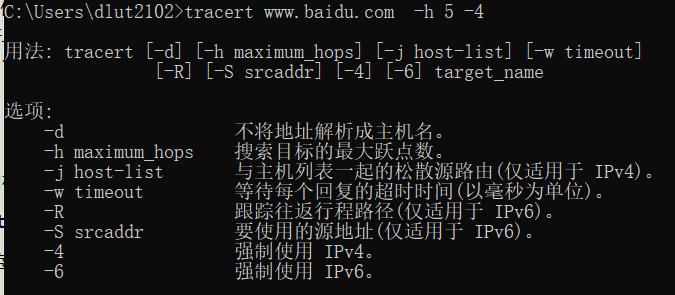 C:\Users\dlut2102>tracert www.baidu.com  -h 5 -4
用法: tracert [-d] [-h maximum_hops] [-j host-list] [-w timeout]
[-R] [-S srcaddr] [-4] [-6] target_name
选项:
-d 不将地址解析成主机名。
-h maximum_hops 搜索目标的最大跃点数。
-j host-list 与主机列表一起的松散源路由(仅适用于 IPv4)。
-w timeout 等待每个回复的超时时间(以毫秒为单位)。
-R 跟踪往返行程路径(仅适用于 IPv6)。
-S srcaddr 要使用的源地址(仅适用于 IPv6)。
-4 强制使用 IPv4。
-6 强制使用 IPv6。